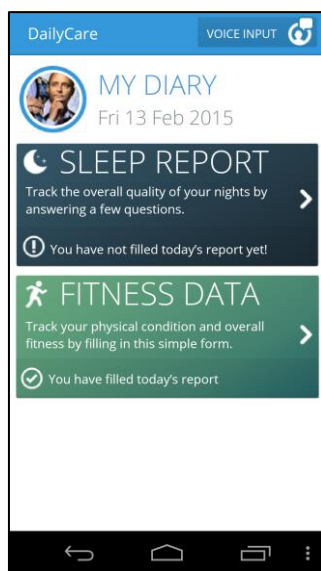 DailyCare
VOICE INPUT
MY DIARY
Fri 13 Feb 2015
SLEEP REPORT
Track the overall quality of your nights by
answering a few questions.
You have not filled today's report yet!
FITNESS DATA
Track your physical condition and overall
fitness by filling in this simple form.
You have filled today's report